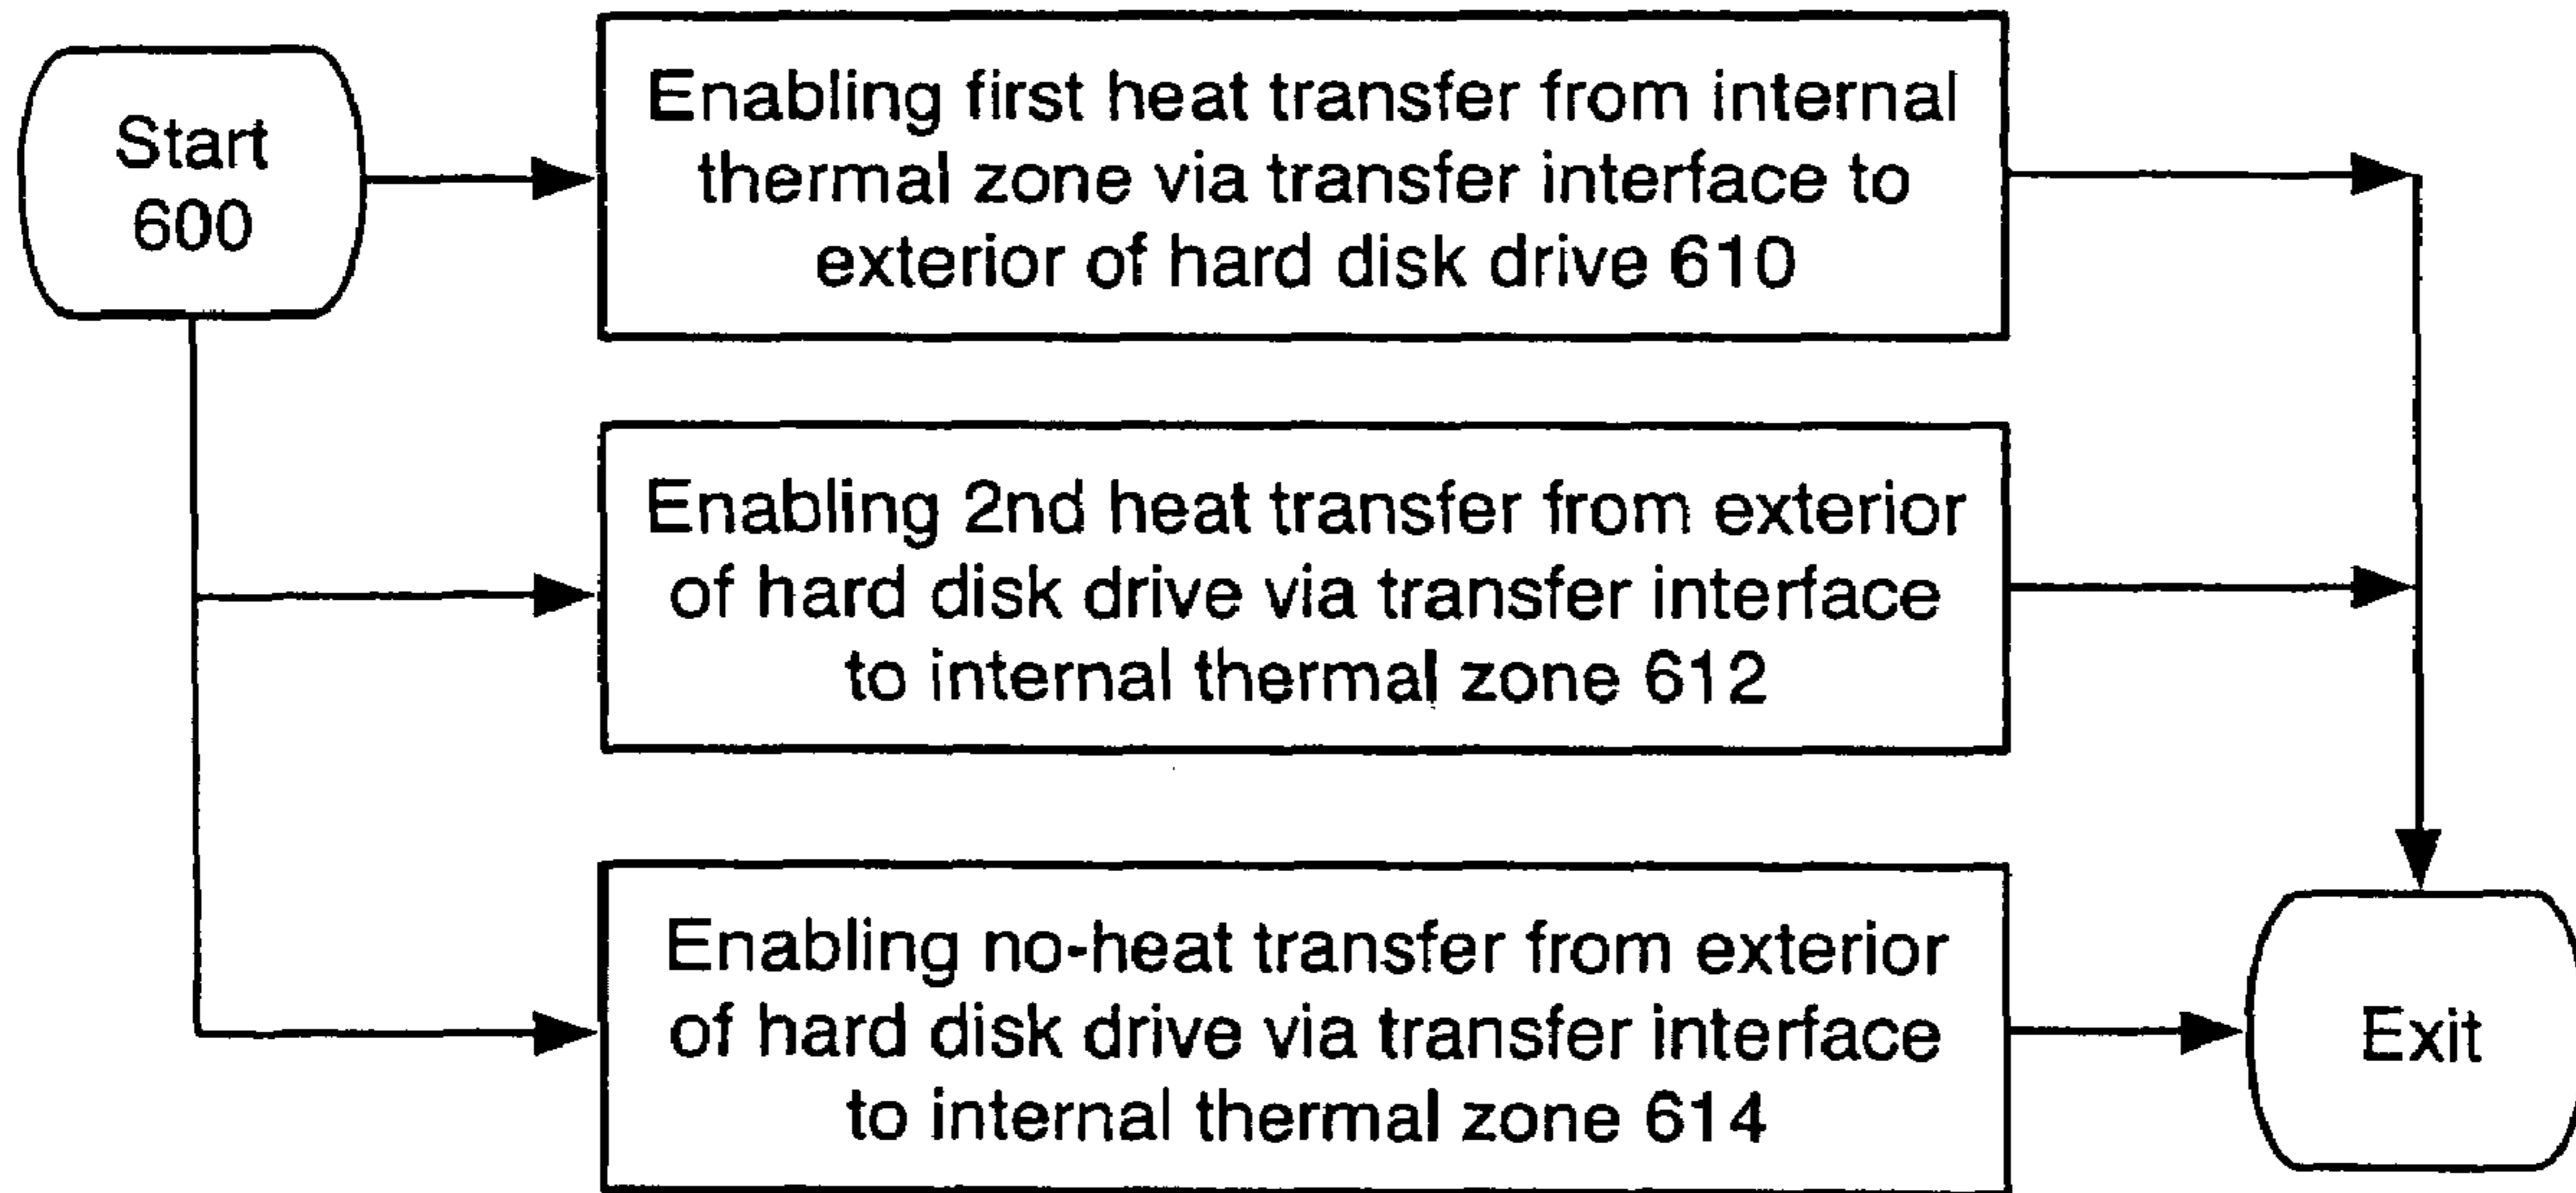 Start
600
Enabling first heat transfer from internal
thermal zone via transfer interface to
exterior of hard disk drive 610
Enabling 2nd heat transfer from exterior
of hard disk drive via transfer interface
to internal thermal zone 612
Enabling no-heat transfer from exterior
of hard disk drive via transfer interface
to internal thermal zone 614
Exit